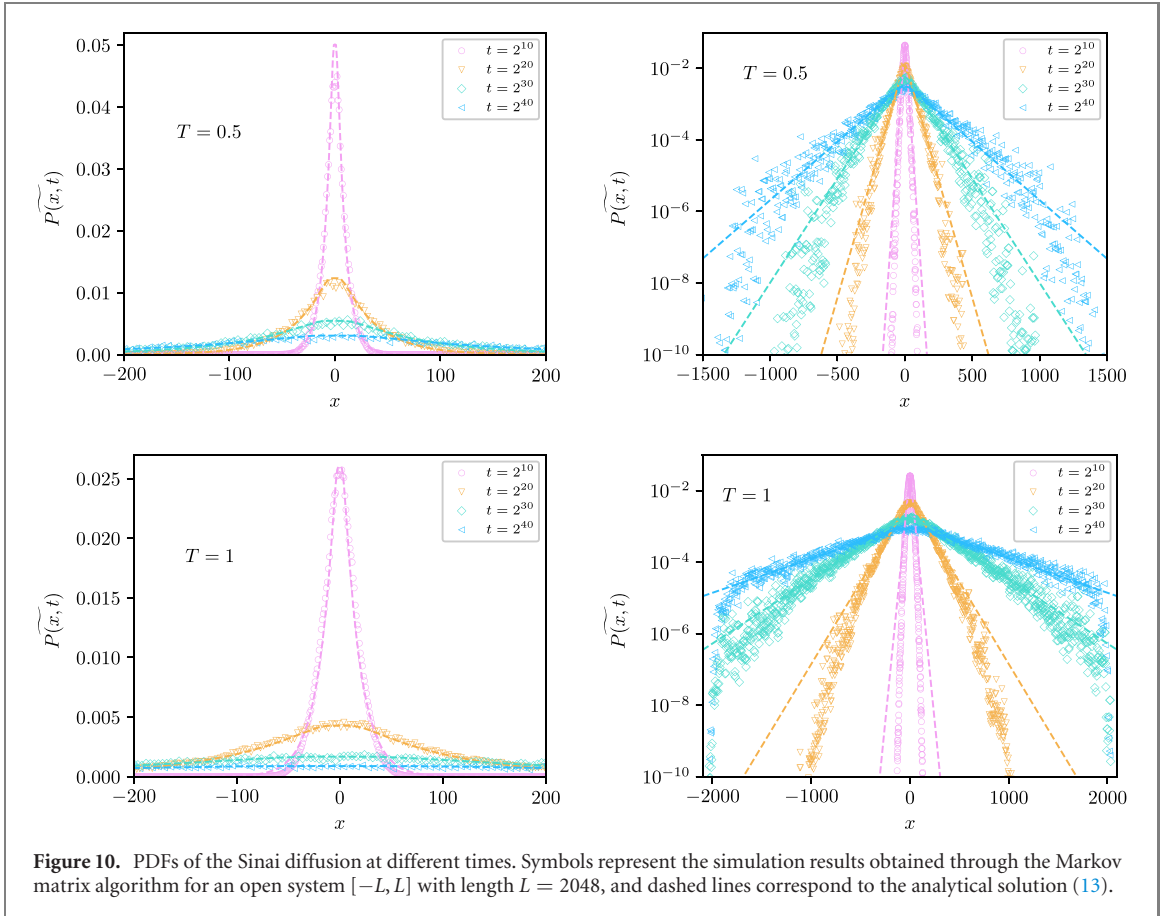 0.05
0.04
0.03
0.02
0.01
0.00
−200
−100
0
100
200
x
P(x, t)
T = 0.5
t = 2^10
t = 2^20
t = 2^30
t = 2^40
10^−2
10^−4
10^−6
10^−8
10^−10
−1500
−1000
−500
0
500
1000
1500
x
P(x, t)
T = 0.5
t = 2^10
t = 2^20
t = 2^30
t = 2^40
0.025
0.020
0.015
0.010
0.005
0.000
−200
−100
0
100
200
x
P(x, t)
T = 1
t = 2^10
t = 2^20
t = 2^30
t = 2^40
10^−2
10^−4
10^−6
10^−8
10^−10
−2000
−1000
0
1000
2000
x
P(x, t)
T = 1
t = 2^10
t = 2^20
t = 2^30
t = 2^40
Figure 10. PDFs of the Sinai diffusion at different times. Symbols represent the simulation results obtained through the Markov
matrix algorithm for an open system [−L, L] with length L = 2048, and dashed lines correspond to the analytical solution (13).